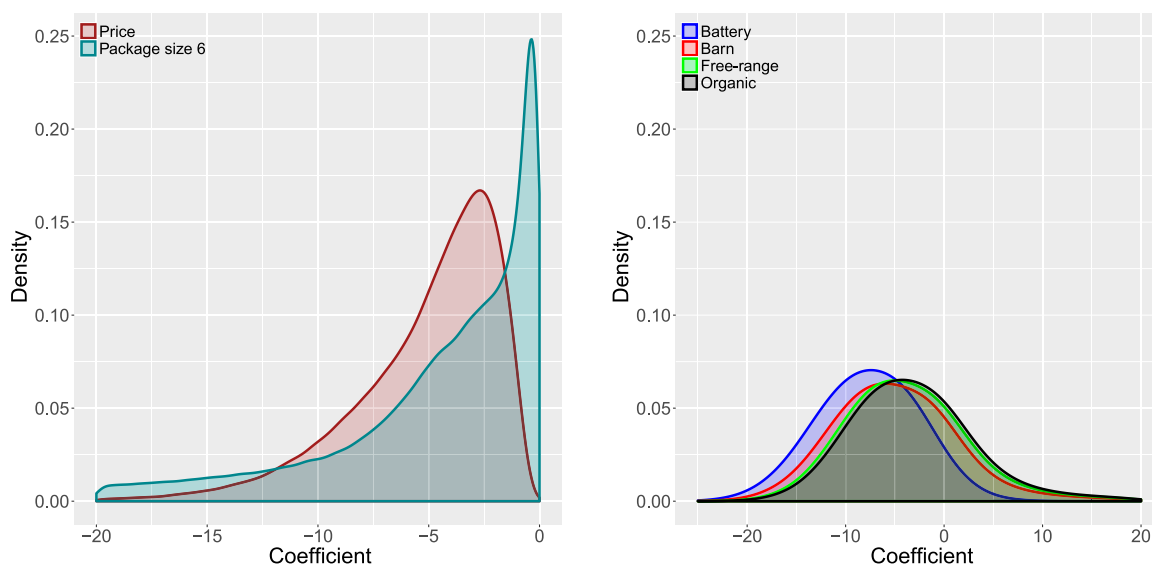 Price
Package size 6
0.25
0.20
0.15
0.10
0.05
0.00
Density
−20
−15
−10
−5
0
Coefficient
Battery
Barn
Free−range
Organic
0.25
0.20
0.15
0.10
0.05
0.00
Density
−20
−10
0
10
20
Coefficient